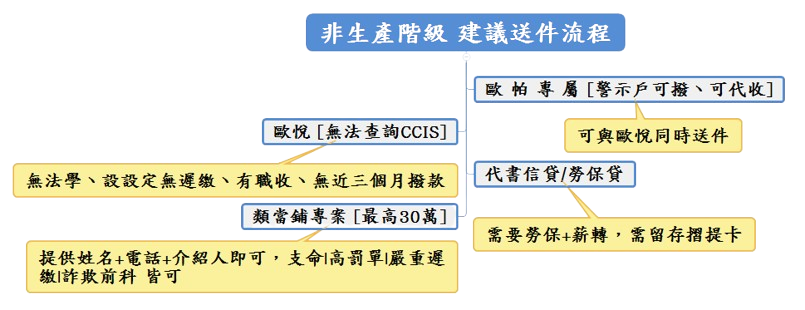 非生產階級 建議送件流程
歐帕專屬 [警示戶可撥、可代收]
可與歐悅同時送件
歐悅 [無法查詢CCIS]
無法學、設設定無遲繳、有職收、無近三個月撥款
代書信貸/勞保貸
需要勞保+薪轉，需留存摺提卡
類當鋪專案 [最高30萬]
提供姓名+電話+介紹人即可，支命|高罰單|嚴重遲
繳|詐欺前科 皆可